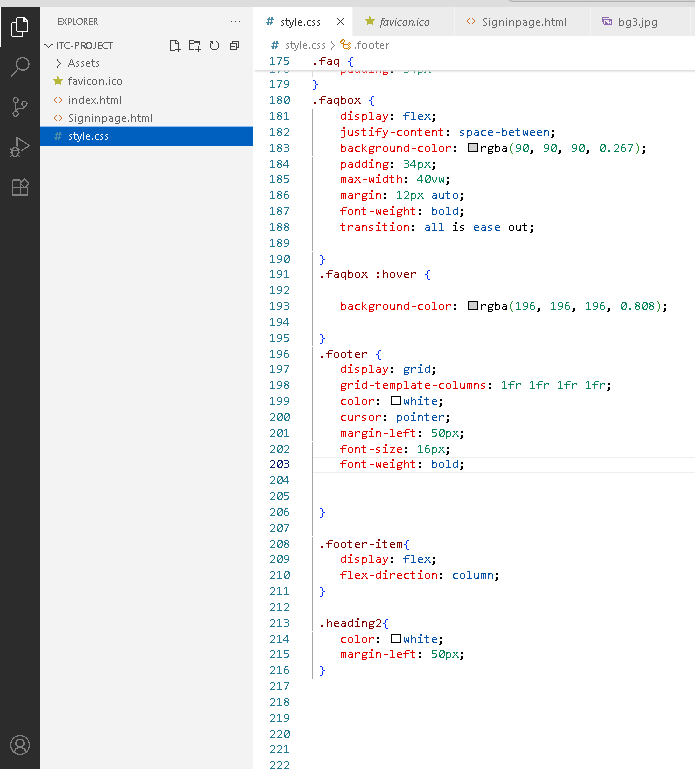 EXPLORER
ITC-PROJECT
Assets
favicon.ico
index.html
Signinpage.html
style.css
style.css favicon.ico Signinpage.html bg3.jpg
style.css > .footer
175 .faq {
179 }
180 .faqbox {
181 display: flex;
182 justify-content: space-between;
183 background-color: rgba(90, 90, 90, 0.267);
184 padding: 34px;
185 max-width: 40vw;
186 margin: 12px auto;
187 font-weight: bold;
188 transition: all is ease out;
189
190 }
191 .faqbox :hover {
192
193 background-color: rgba(196, 196, 196, 0.808);
194
195 }
196 .footer {
197 display: grid;
198 grid-template-columns: 1fr 1fr 1fr 1fr;
199 color: white;
200 cursor: pointer;
201 margin-left: 50px;
202 font-size: 16px;
203 font-weight: bold;
204
205
206 }
207
208 .footer-item{
209 display: flex;
210 flex-direction: column;
211 }
212
213 .heading2{
214 color: white;
215 margin-left: 50px;
216 }
217
218
219
220
221
222